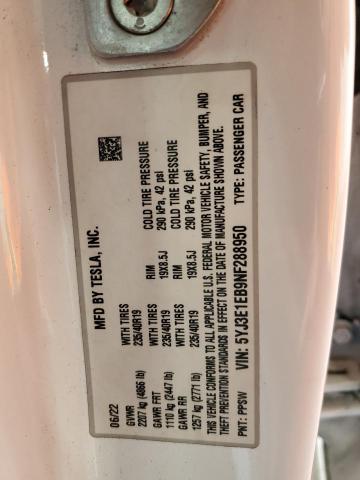 MFD BY TESLA, INC.
06/22
GVWR WITH TIRES RIM COLD TIRE PRESSURE
2207 kg (4866 lb) 235/40R19 19X8.5J 290 kPa, 42 psi
GAWR FRT WITH TIRES RIM COLD TIRE PRESSURE
1110 kg (2447 lb) 235/40R19 19X8.5J 290 kPa, 42 psi
GAWR RR
1257 kg (2771 lb)
THIS VEHICLE CONFORMS TO ALL APPLICABLE U.S. FEDERAL MOTOR VEHICLE SAFETY, BUMPER, AND
THEFT PREVENTION STANDARDS IN EFFECT ON THE DATE OF MANUFACTURE SHOWN ABOVE.
VIN: 5YJ3E1EB9NF288950
PNT: PPSW TYPE: PASSENGER CAR